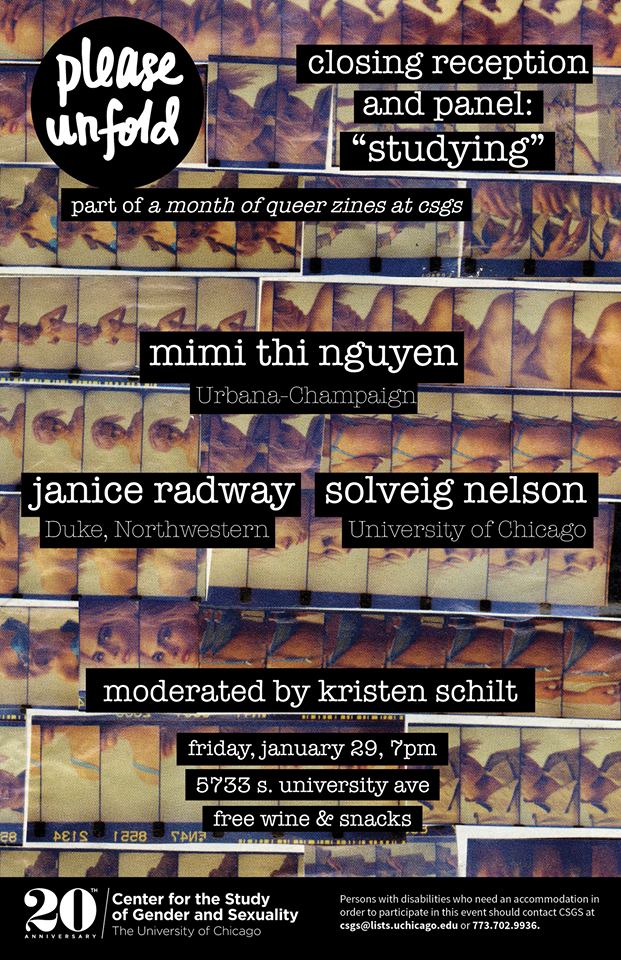 please
unfold
closing reception
and panel:
“studying”
part of a month of queer zines at csgs
mimi thi nguyen
Urbana-Champaign
janice radway
Duke, Northwestern
solveig nelson
University of Chicago
moderated by kristen schilt
friday, january 29, 7pm
5733 s. university ave
free wine & snacks
20TH
ANNIVERSARY
Center for the Study
of Gender and Sexuality
The University of Chicago
Persons with disabilities who need an accommodation in
order to participate in this event should contact CSGS at
csgs@lists.uchicago.edu or 773.702.9936.